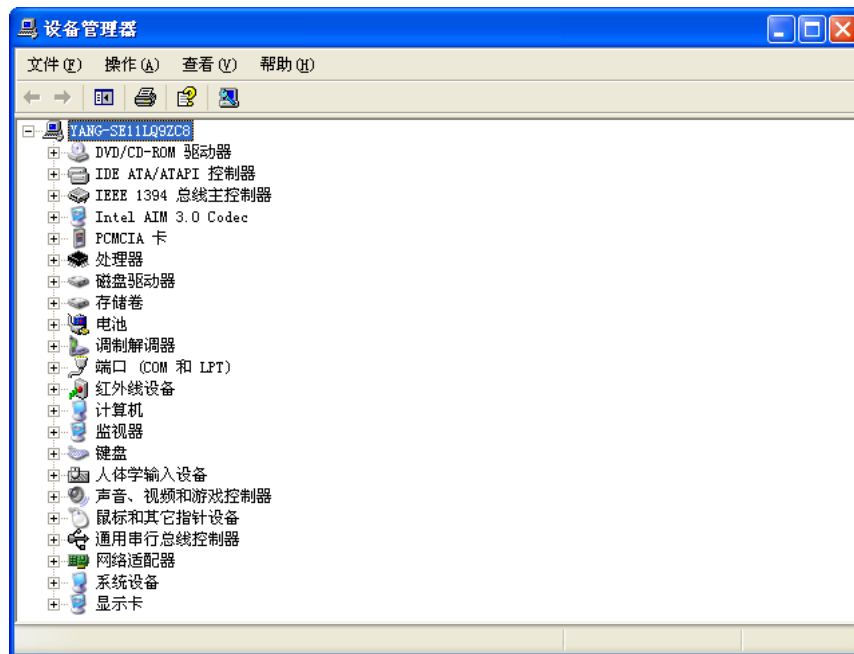 设备管理器
文件(F) 操作(A) 查看(V) 帮助(H)
YANG-SE11LQ9ZC8
DVD/CD-ROM 驱动器
IDE ATA/ATAPI 控制器
IEEE 1394 总线主控制器
Intel AIM 3.0 Codec
PCMCIA 卡
处理器
磁盘驱动器
存储卷
电池
调制解调器
端口 (COM 和 LPT)
红外线设备
计算机
监视器
键盘
人体学输入设备
声音、视频和游戏控制器
鼠标和其它指针设备
通用串行总线控制器
网络适配器
系统设备
显示卡